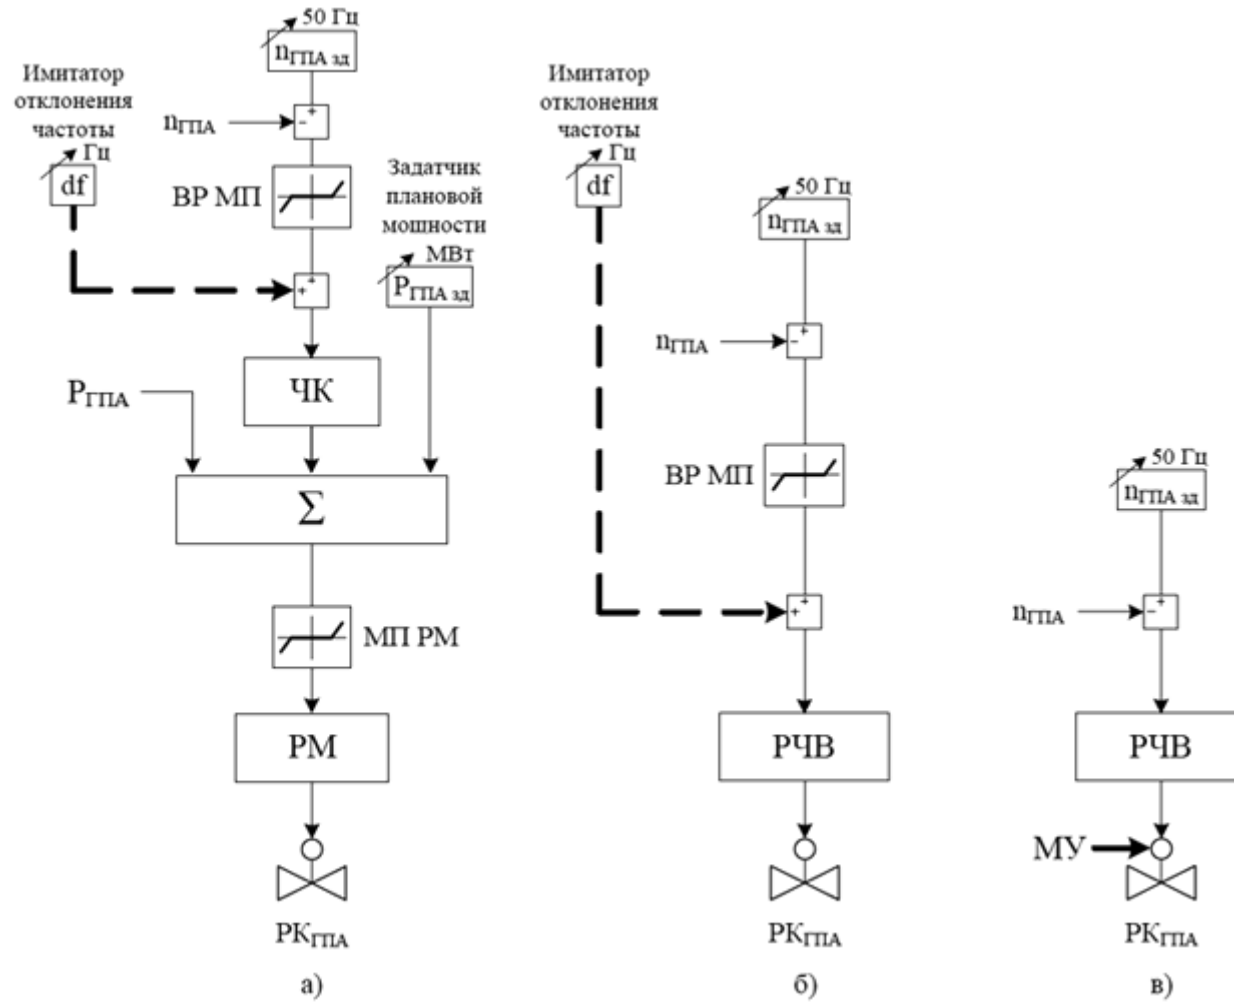 50 Гц
nГПА зд
Имитатор
отклонения
частоты
Гц
df
nГПА
+
−
ВР МП
Задатчик
плановой
мощности
МВт
PГПА зд
+
+
ЧК
PГПА
Σ
МП РМ
РМ
РКГПА
а)
Имитатор
отклонения
частоты
Гц
df
50 Гц
nГПА зд
nГПА
+
−
ВР МП
+
+
РЧВ
РКГПА
б)
50 Гц
nГПА зд
nГПА
+
−
РЧВ
МУ
РКГПА
в)